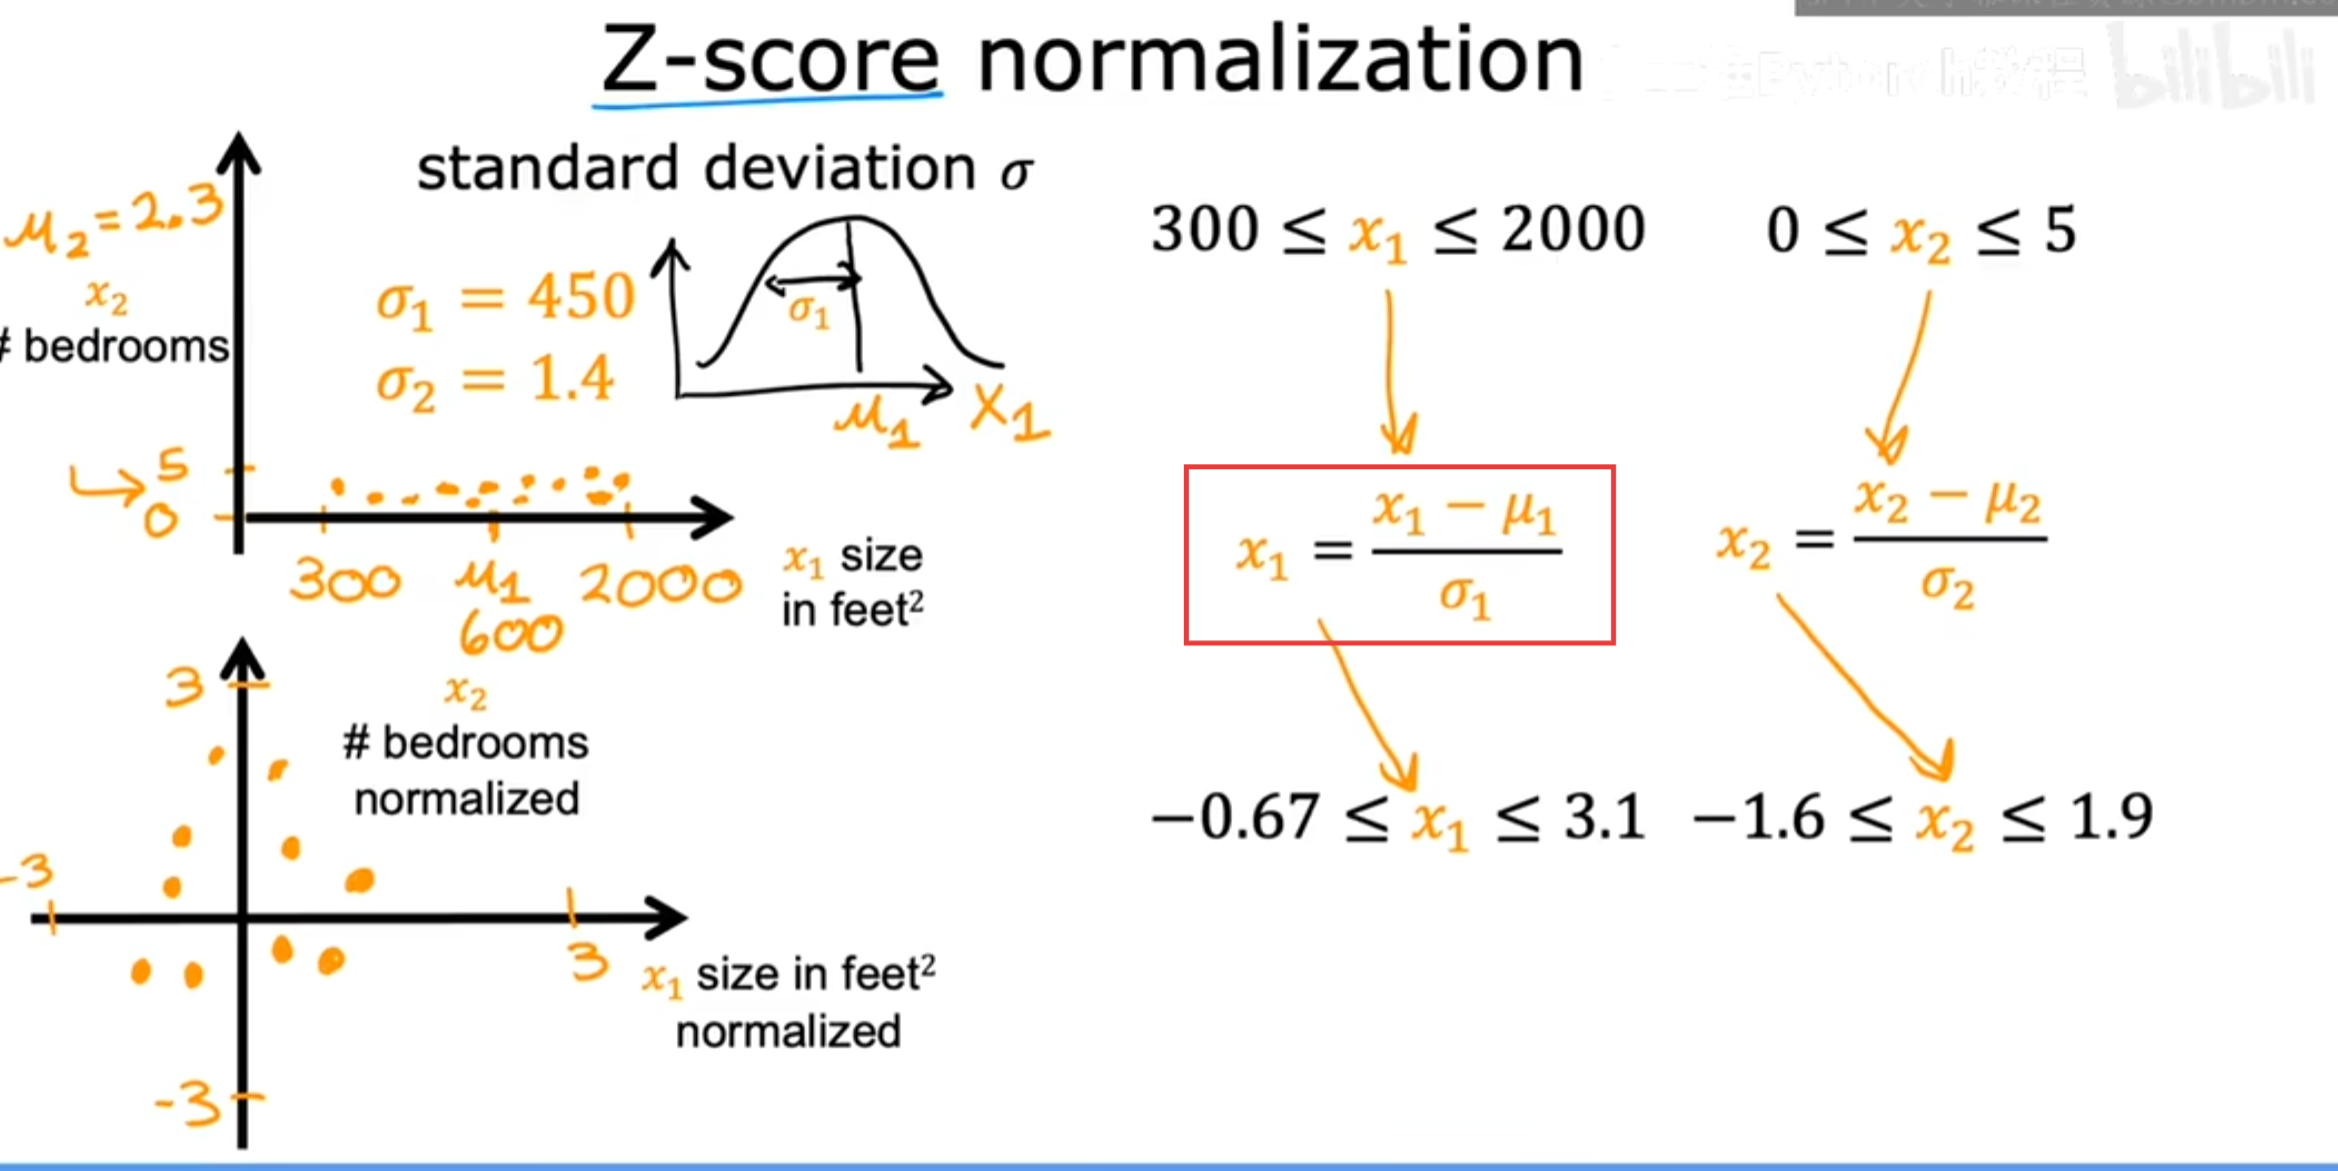 Z-score normalization
bilibili
standard deviation σ
μ₂=2.3
x₂
# bedrooms
σ₁ = 450
σ₂ = 1.4
σ₁
μ₁
x₁
5
0
300 μ₁ 2000
600
x₁ size
in feet²
300 ≤ x₁ ≤ 2000
0 ≤ x₂ ≤ 5
x₁ = (x₁ − μ₁)/σ₁
x₂ = (x₂ − μ₂)/σ₂
−0.67 ≤ x₁ ≤ 3.1
−1.6 ≤ x₂ ≤ 1.9
3
x₂
# bedrooms
normalized
-3
3
x₁ size in feet²
normalized
-3